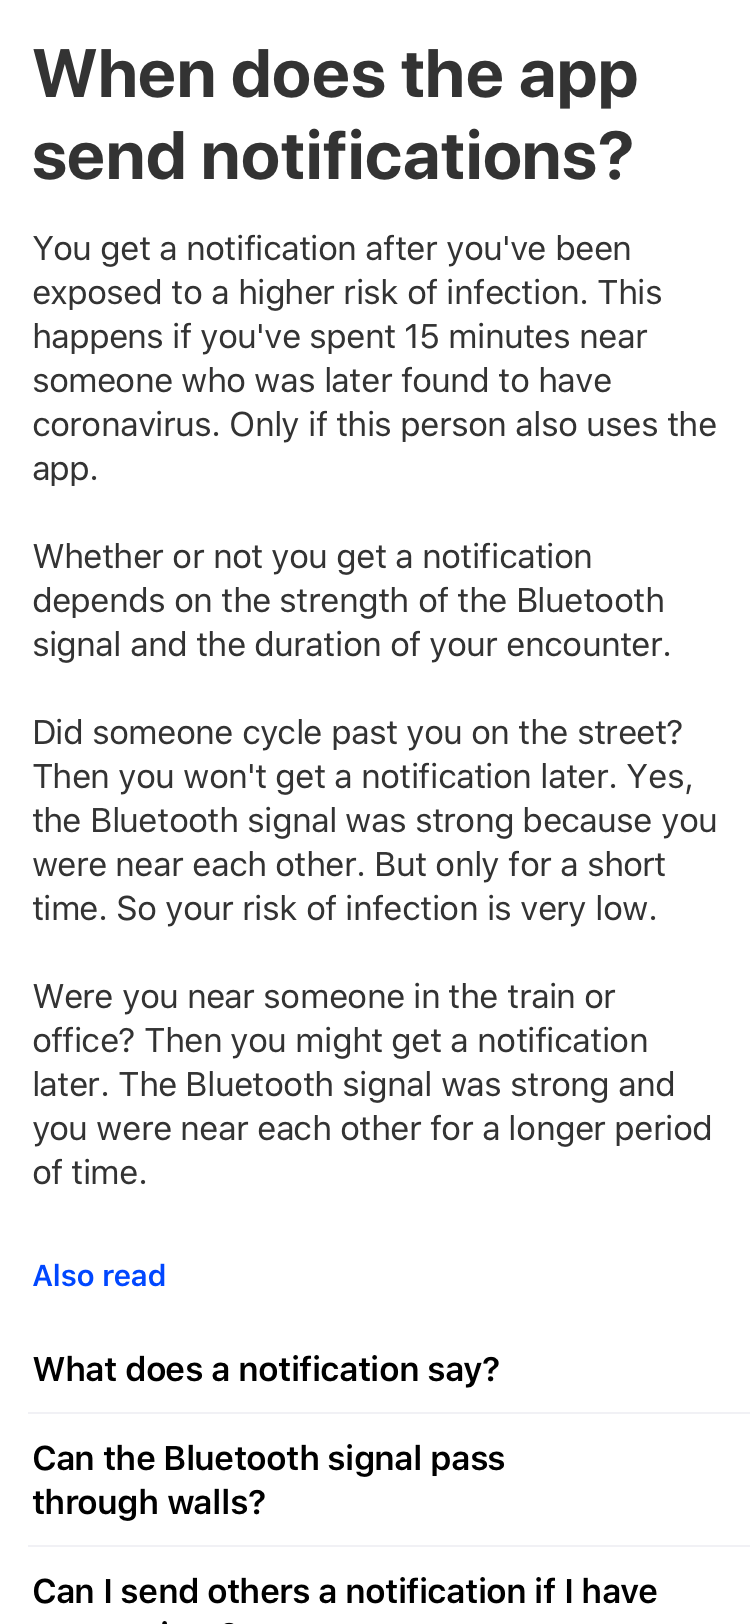 When does the app
send notifications?
You get a notification after you've been
exposed to a higher risk of infection. This
happens if you've spent 15 minutes near
someone who was later found to have
coronavirus. Only if this person also uses the
app.
Whether or not you get a notification
depends on the strength of the Bluetooth
signal and the duration of your encounter.
Did someone cycle past you on the street?
Then you won't get a notification later. Yes,
the Bluetooth signal was strong because you
were near each other. But only for a short
time. So your risk of infection is very low.
Were you near someone in the train or
office? Then you might get a notification
later. The Bluetooth signal was strong and
you were near each other for a longer period
of time.
Also read
What does a notification say?
Can the Bluetooth signal pass
through walls?
Can I send others a notification if I have